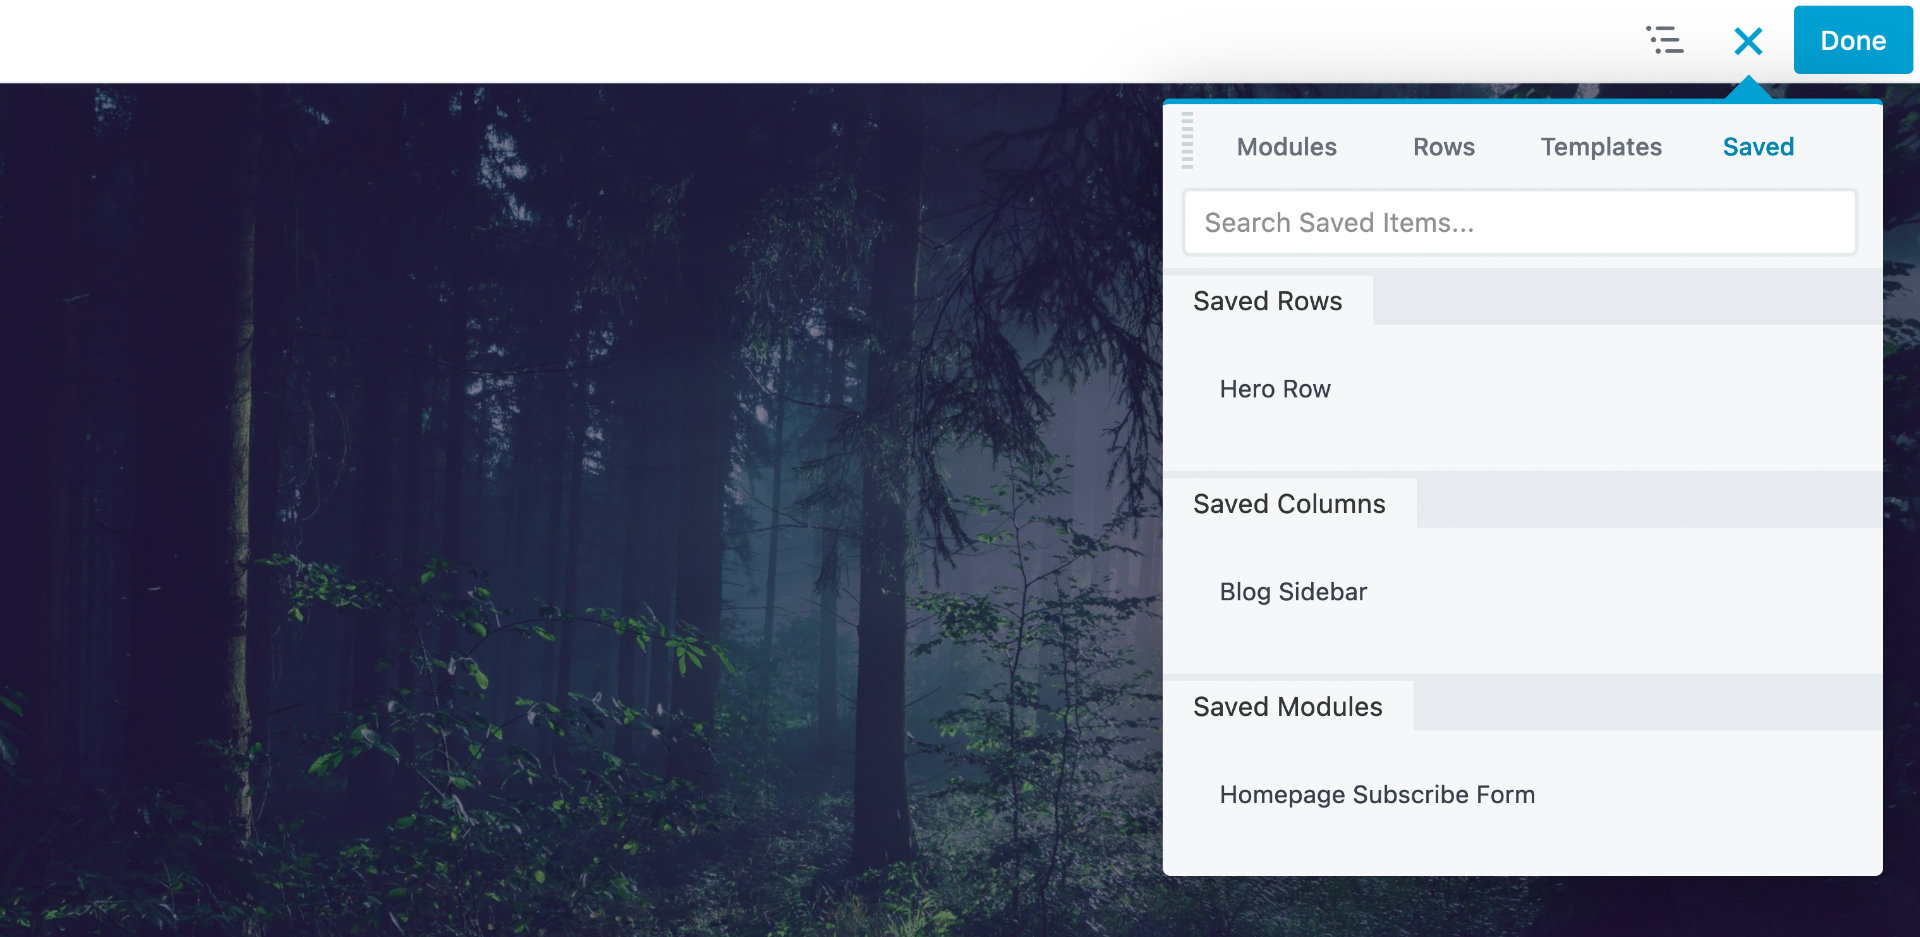 Done
Modules Rows Templates Saved
Search Saved Items...
Saved Rows
Hero Row
Saved Columns
Blog Sidebar
Saved Modules
Homepage Subscribe Form